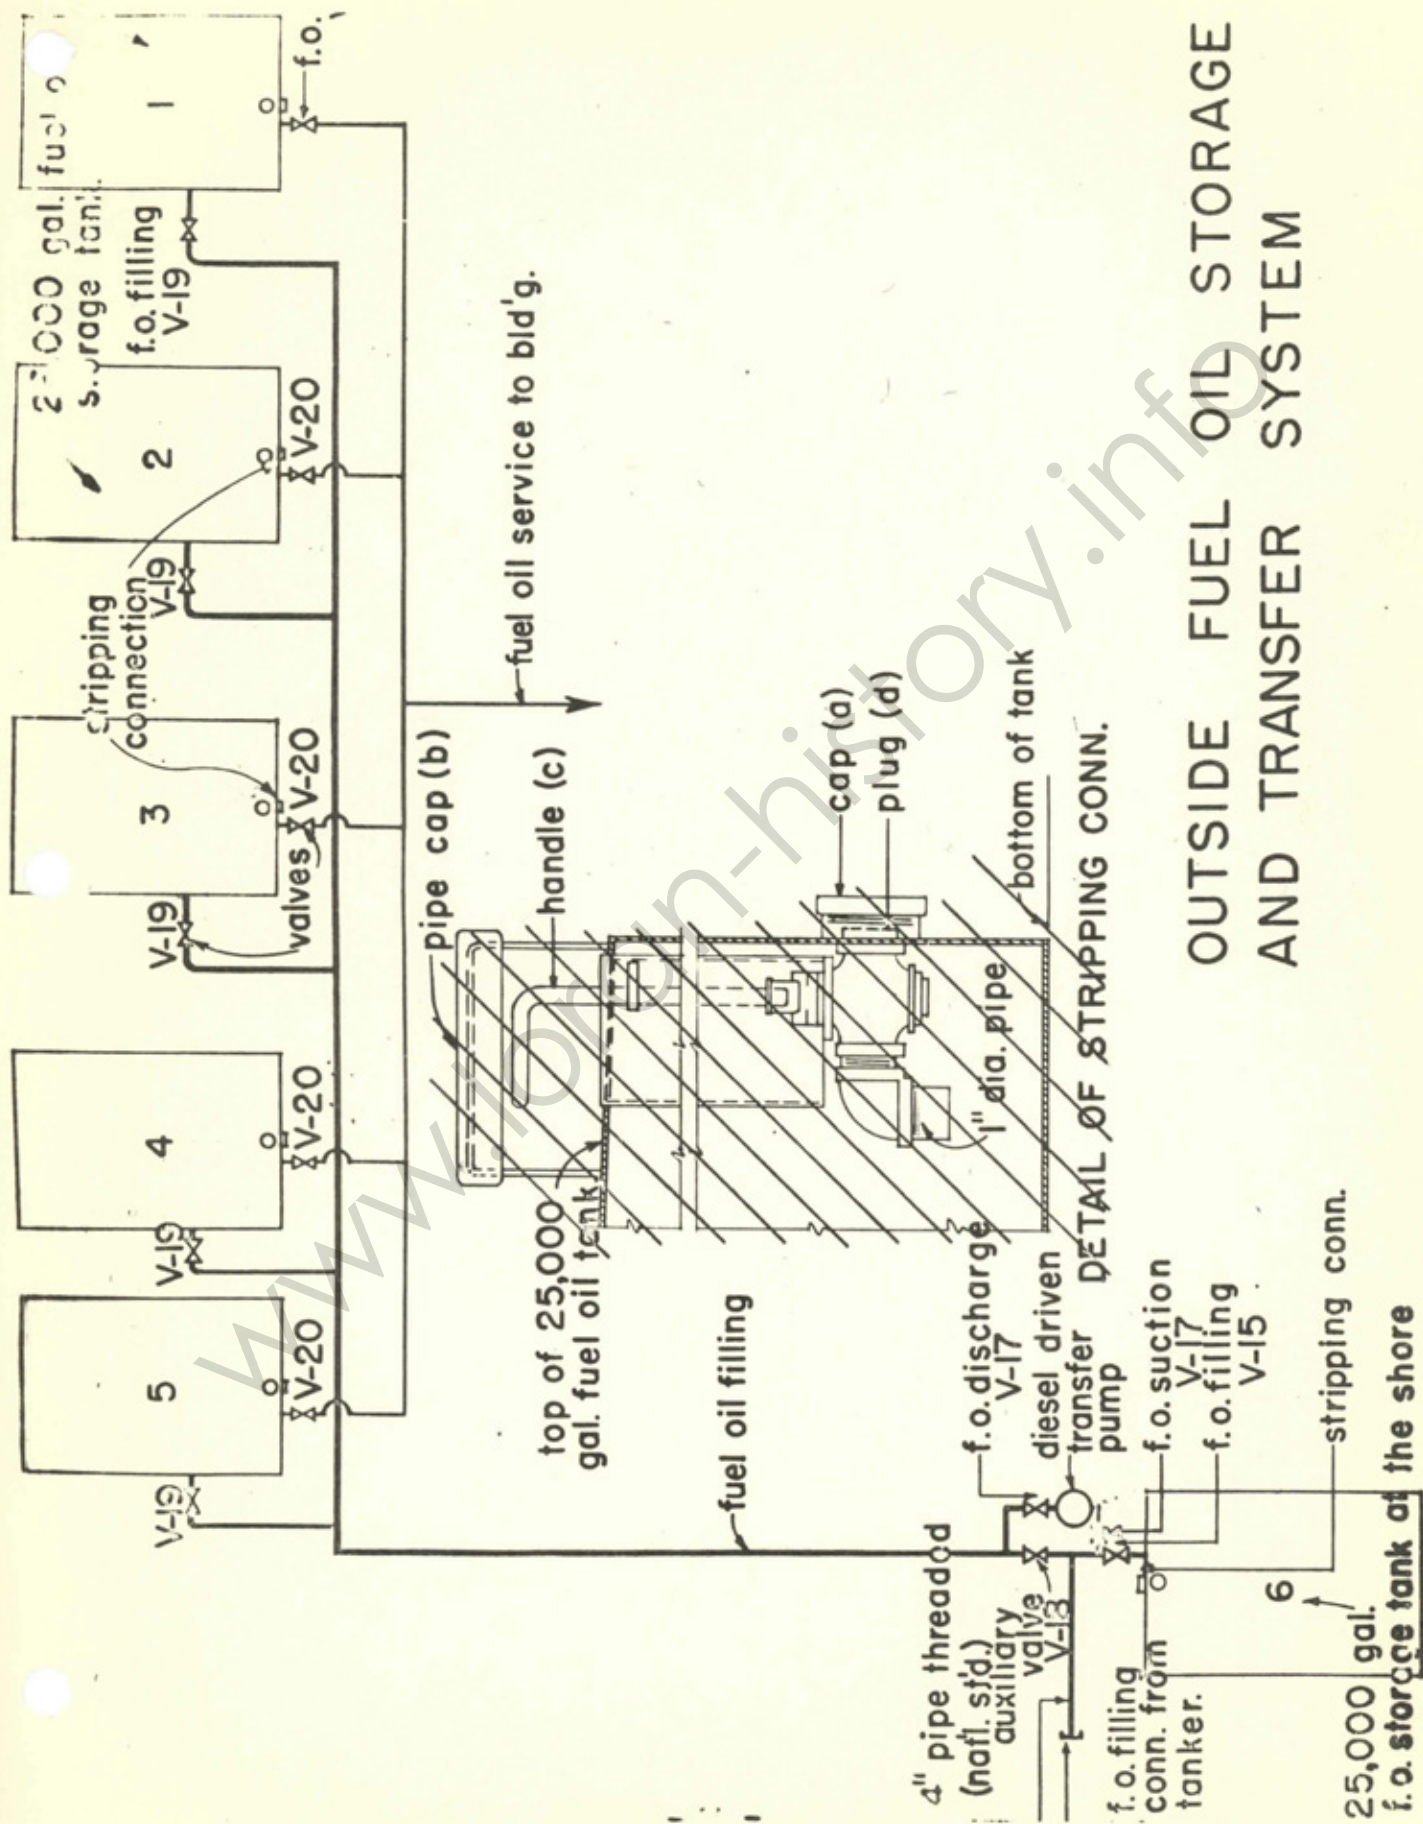 gal. fuel
storage tank
f.o. filling
V-19
1
f.o.
2
V-20
stripping
connection
V-19
3
V-20
valves
V-19
4
V-20
V-19
5
V-20
V-19
fuel oil service to bld'g.
pipe cap (b)
handle (c)
cap (a)
plug (d)
bottom of tank
1" dia. pipe
top of 25,000
gal. fuel oil tank
DETAIL OF STRIPPING CONN.
fuel oil filling
f.o. discharge
V-17
diesel driven
transfer
pump
f.o. suction
V-17
f.o. filling
V-15
stripping conn.
4" pipe threaded
(nat'l. st'd.)
auxiliary
valve
V-18
f.o. filling
conn. from
tanker.
6
25,000 gal.
f.o. storage tank at the shore
OUTSIDE FUEL OIL STORAGE
AND TRANSFER SYSTEM
www.loran-history.info